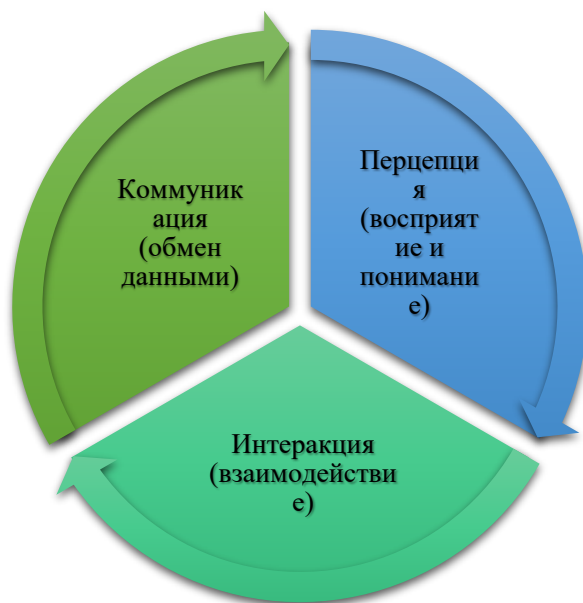 Коммуник
ация
(обмен
данными)
Перцепци
я
(восприят
ие и
понимани
е)
Интеракция
(взаимодействи
е)